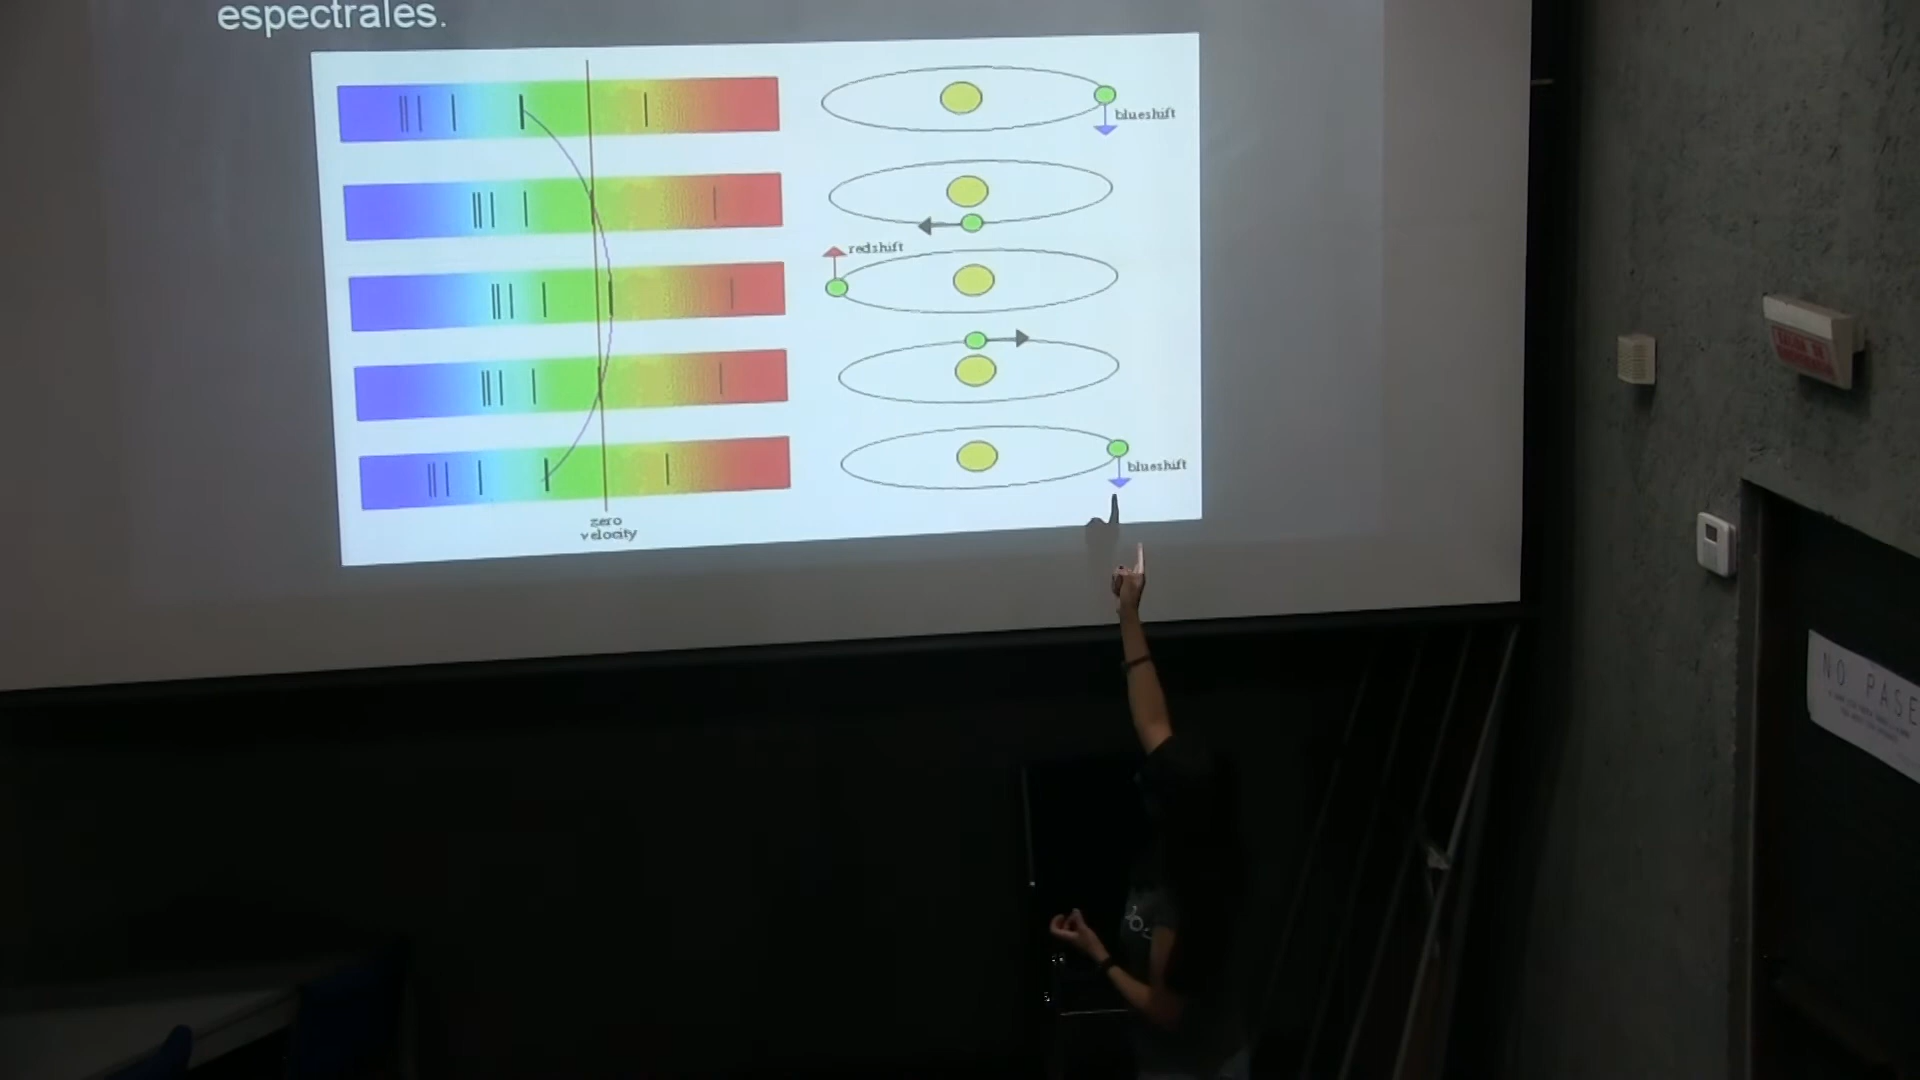 espectrales.
blueshift
redshift
blueshift
zero
velocity
NO PASE